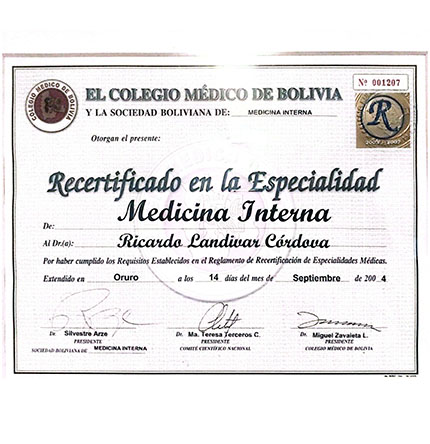 Nº 001207
COLEGIO MÉDICO DE BOLIVIA
EL COLEGIO MÉDICO DE BOLIVIA
Y LA SOCIEDAD BOLIVIANA DE: MEDICINA INTERNA
R
Otorgan el presente:
Recertificado en la Especialidad
De: Medicina Interna
Al Dr.(a): Ricardo Landivar Córdova
Por haber cumplido los Requisitos Establecidos en el Reglamento de Recertificación de Especialidades Médicas.
Extendido en Oruro a los 14 días del mes de Septiembre de 2004
Dr. Silvestre Arze
PRESIDENTE
SOCIEDAD BOLIVIANA DE MEDICINA INTERNA
Dr. Ma. Teresa Terceros C.
PRESIDENTE
COMITÉ CIENTÍFICO NACIONAL
Dr. Miguel Zavaleta L.
PRESIDENTE
COLEGIO MÉDICO DE BOLIVIA